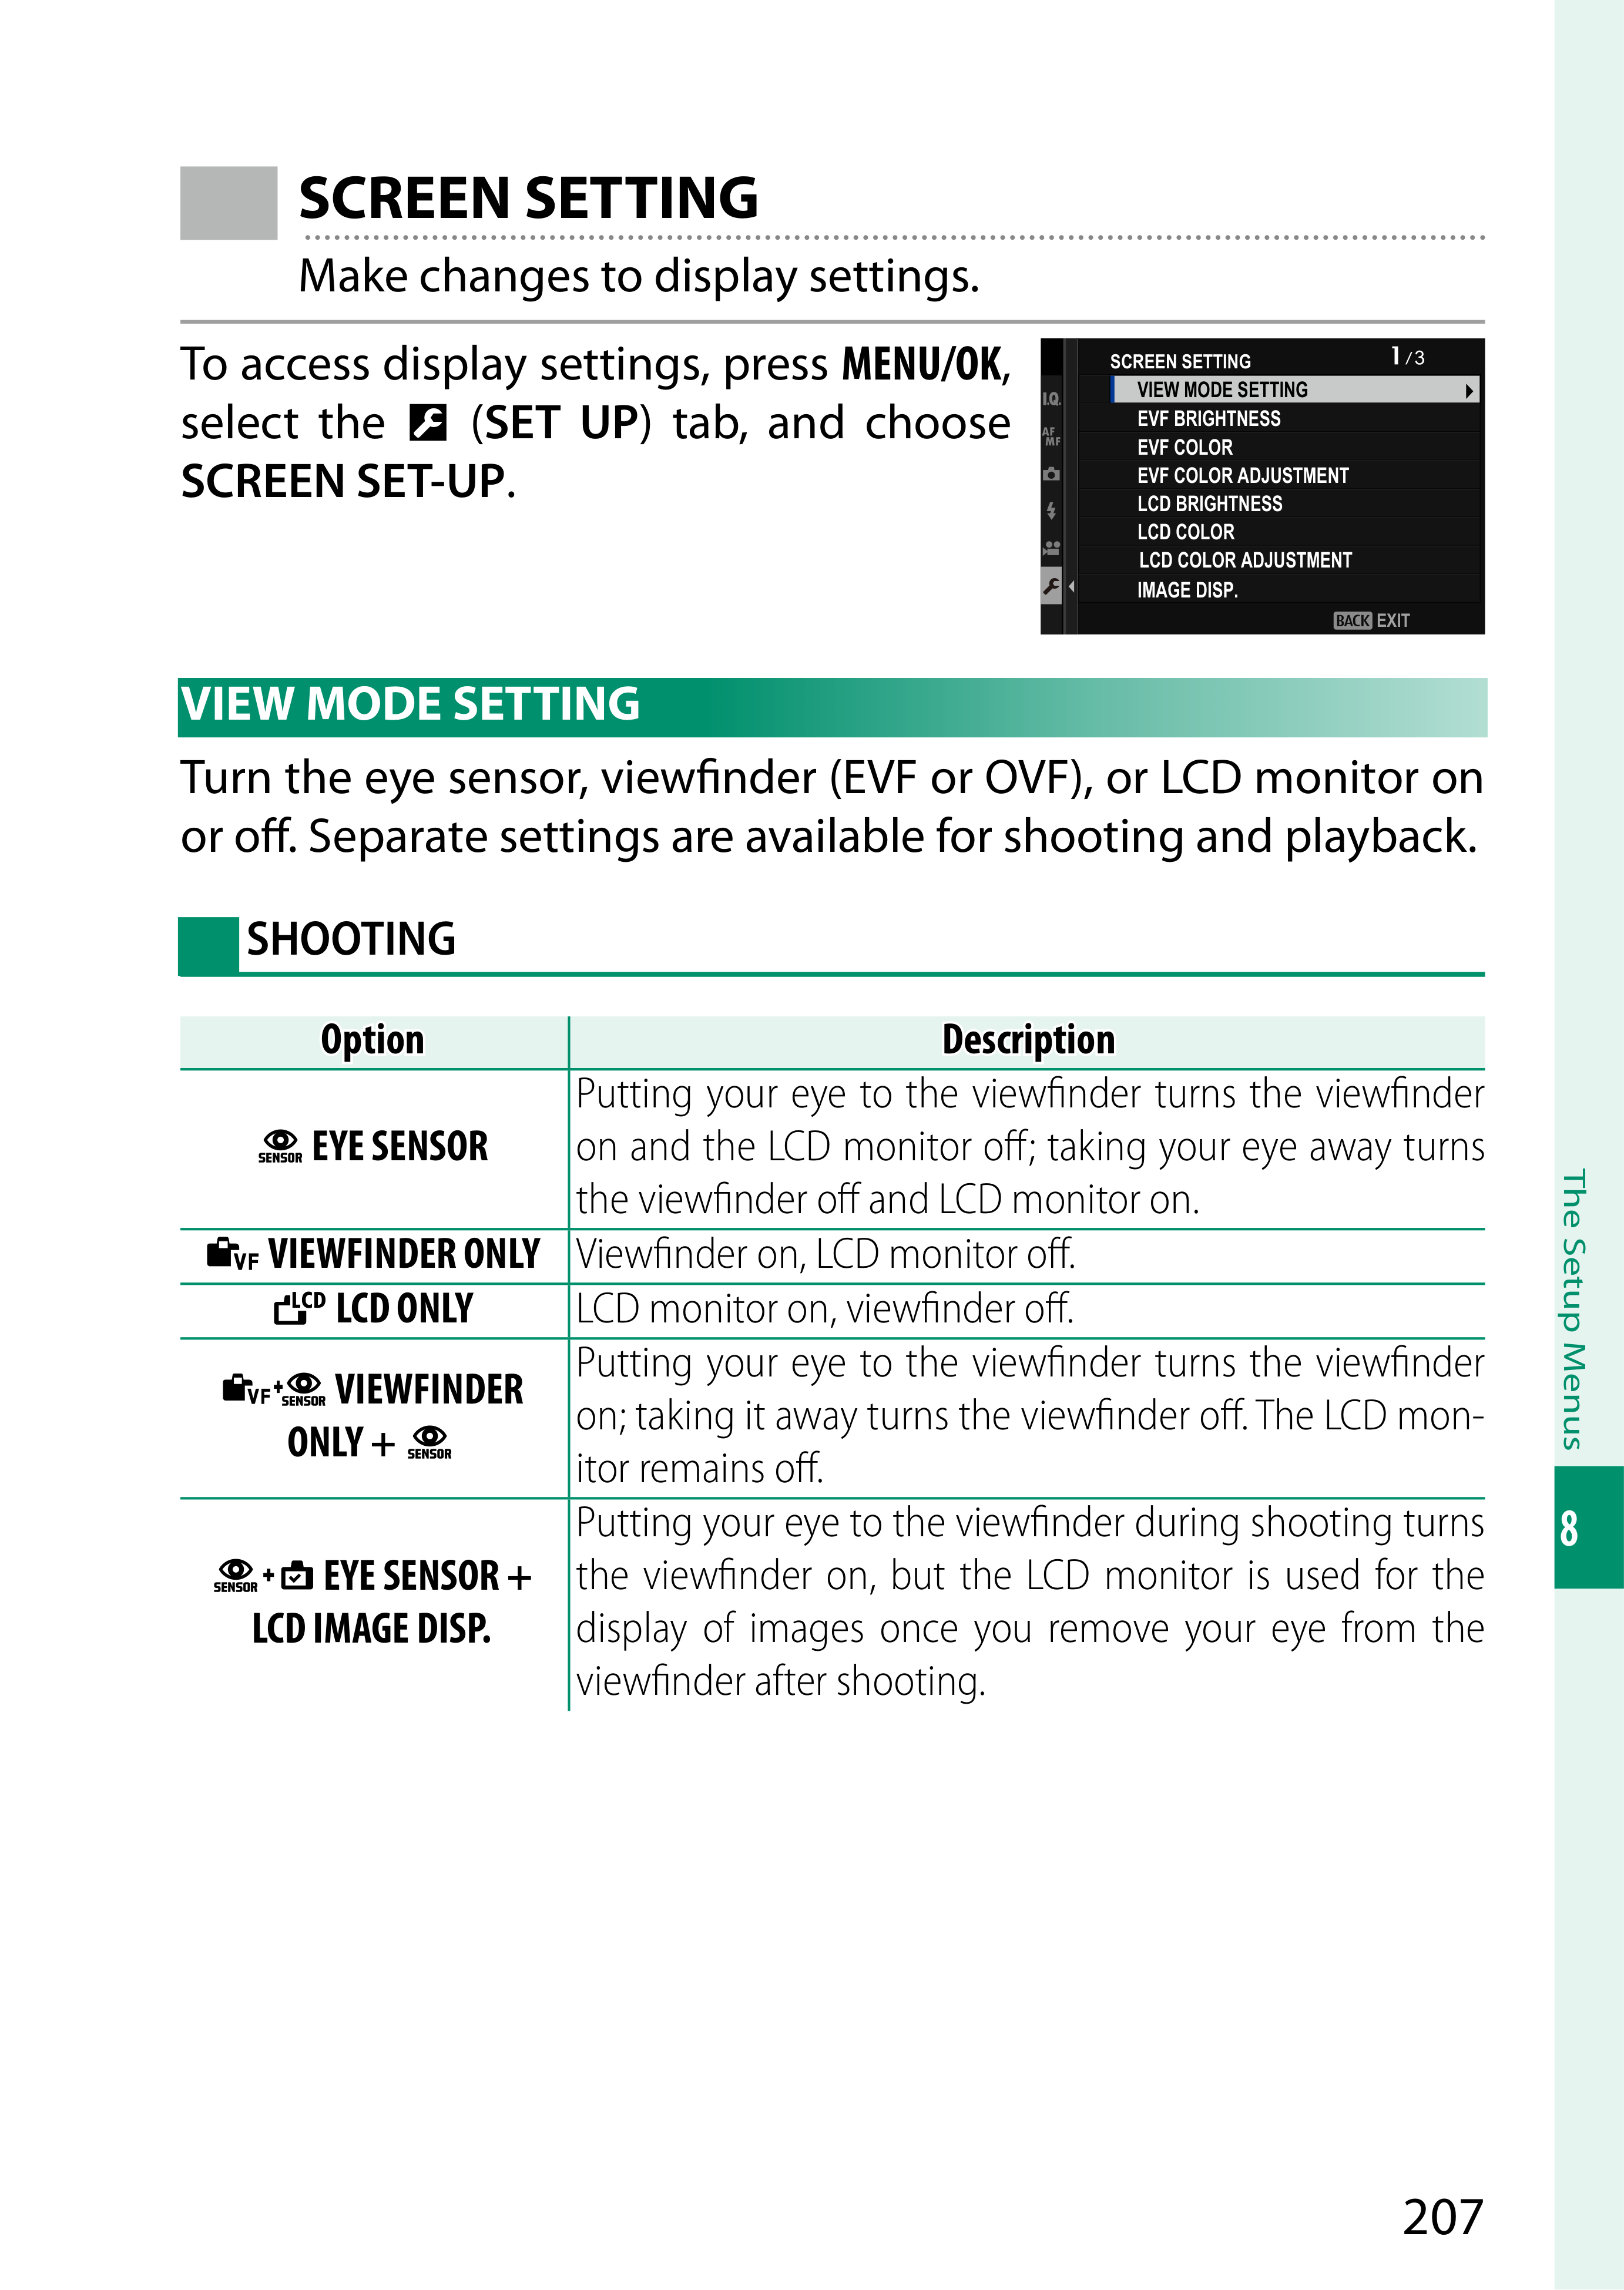 SCREEN SETTING
Make changes to display settings.
To access display settings, press MENU/OK,
select the (SET UP) tab, and choose
SCREEN SET-UP.
SCREEN SETTING 1/3
VIEW MODE SETTING
EVF BRIGHTNESS
EVF COLOR
EVF COLOR ADJUSTMENT
LCD BRIGHTNESS
LCD COLOR
LCD COLOR ADJUSTMENT
IMAGE DISP.
I.Q.
AF
MF
BACK EXIT
VIEW MODE SETTING
Turn the eye sensor, viewfinder (EVF or OVF), or LCD monitor on
or off. Separate settings are available for shooting and playback.
SHOOTING
Option Description
SENSOR EYE SENSOR
Putting your eye to the viewfinder turns the viewfinder
on and the LCD monitor off; taking your eye away turns
the viewfinder off and LCD monitor on.
VF VIEWFINDER ONLY Viewfinder on, LCD monitor off.
LCD LCD ONLY LCD monitor on, viewfinder off.
VF+SENSOR VIEWFINDER
ONLY + SENSOR
Putting your eye to the viewfinder turns the viewfinder
on; taking it away turns the viewfinder off. The LCD mon-
itor remains off.
SENSOR + EYE SENSOR +
LCD IMAGE DISP.
Putting your eye to the viewfinder during shooting turns
the viewfinder on, but the LCD monitor is used for the
display of images once you remove your eye from the
viewfinder after shooting.
The Setup Menus
8
207